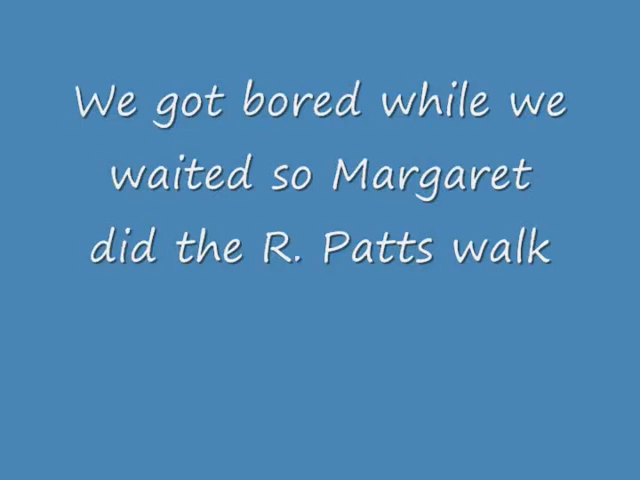 We got bored while we
waited so Margaret
did the R. Patts walk